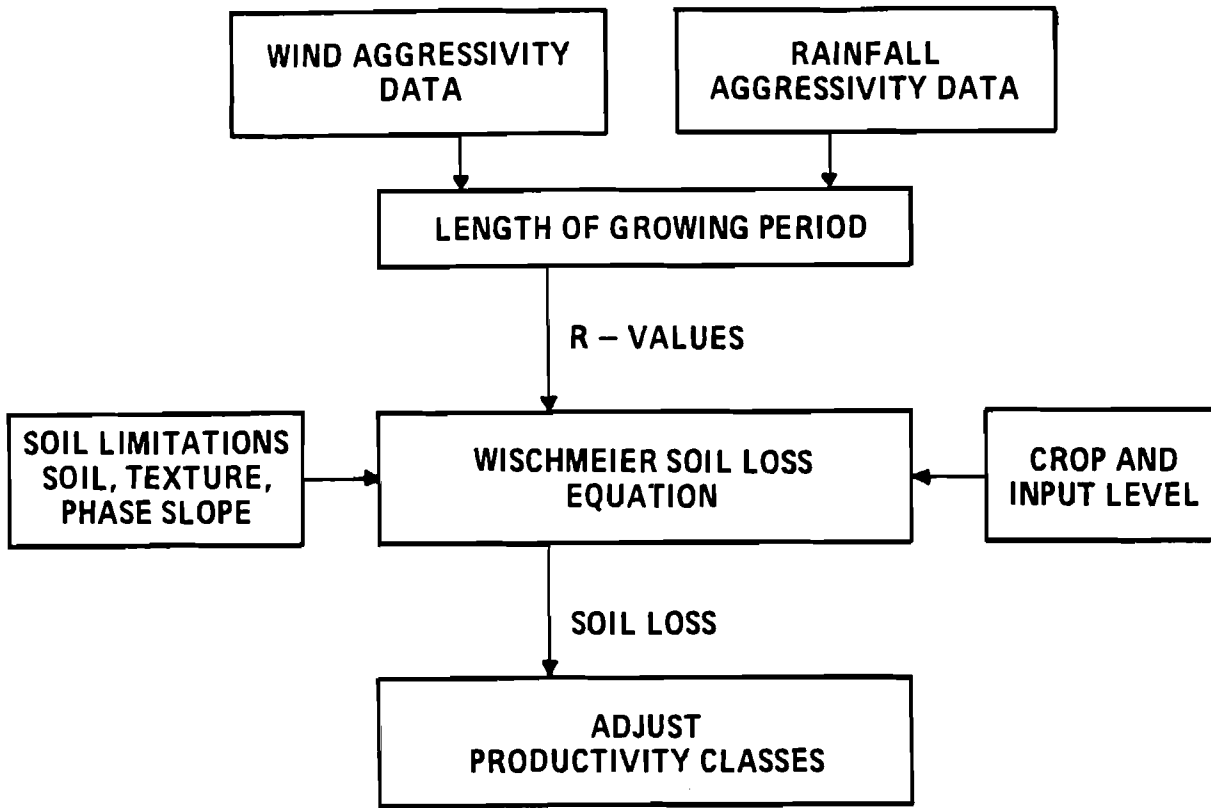 WIND AGGRESSIVITY
DATA
RAINFALL
AGGRESSIVITY DATA
LENGTH OF GROWING PERIOD
R – VALUES
SOIL LIMITATIONS
SOIL, TEXTURE,
PHASE SLOPE
WISCHMEIER SOIL LOSS
EQUATION
CROP AND
INPUT LEVEL
SOIL LOSS
ADJUST
PRODUCTIVITY CLASSES